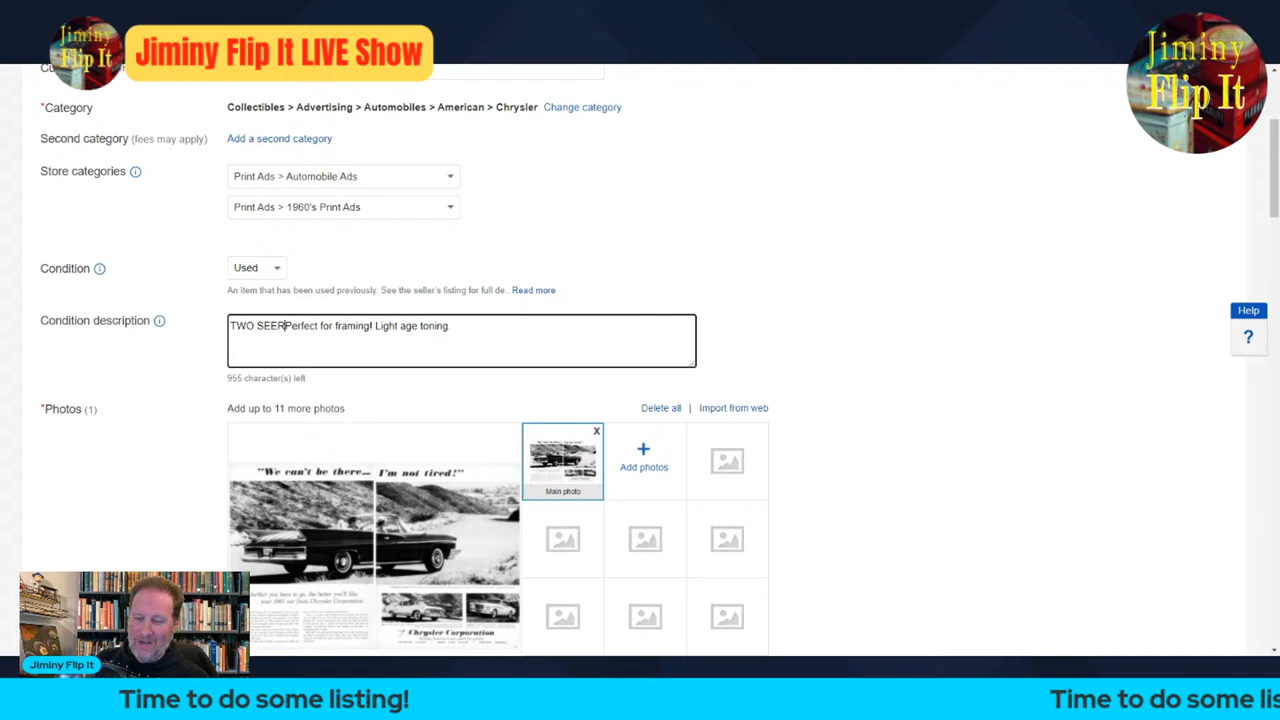 Jiminy
Flip It
Jiminy Flip It LIVE Show
Jiminy
Flip It
*Category
Collectibles > Advertising > Automobiles > American > Chrysler Change category
Second category (fees may apply)
Add a second category
Store categories
Print Ads > Automobile Ads
Print Ads > 1960's Print Ads
Condition
Used
An item that has been used previously. See the seller's listing for full de... Read more
Condition description
TWO SEERPerfect for framing! Light age toning.
955 character(s) left
*Photos (1)
Add up to 11 more photos
Delete all | Import from web
X
Add photos
Main photo
"We can't be there... I'm not tired!"
Chrysler Corporation
Help
?
Jiminy Flip It
Time to do some listing!
Time to do some lis